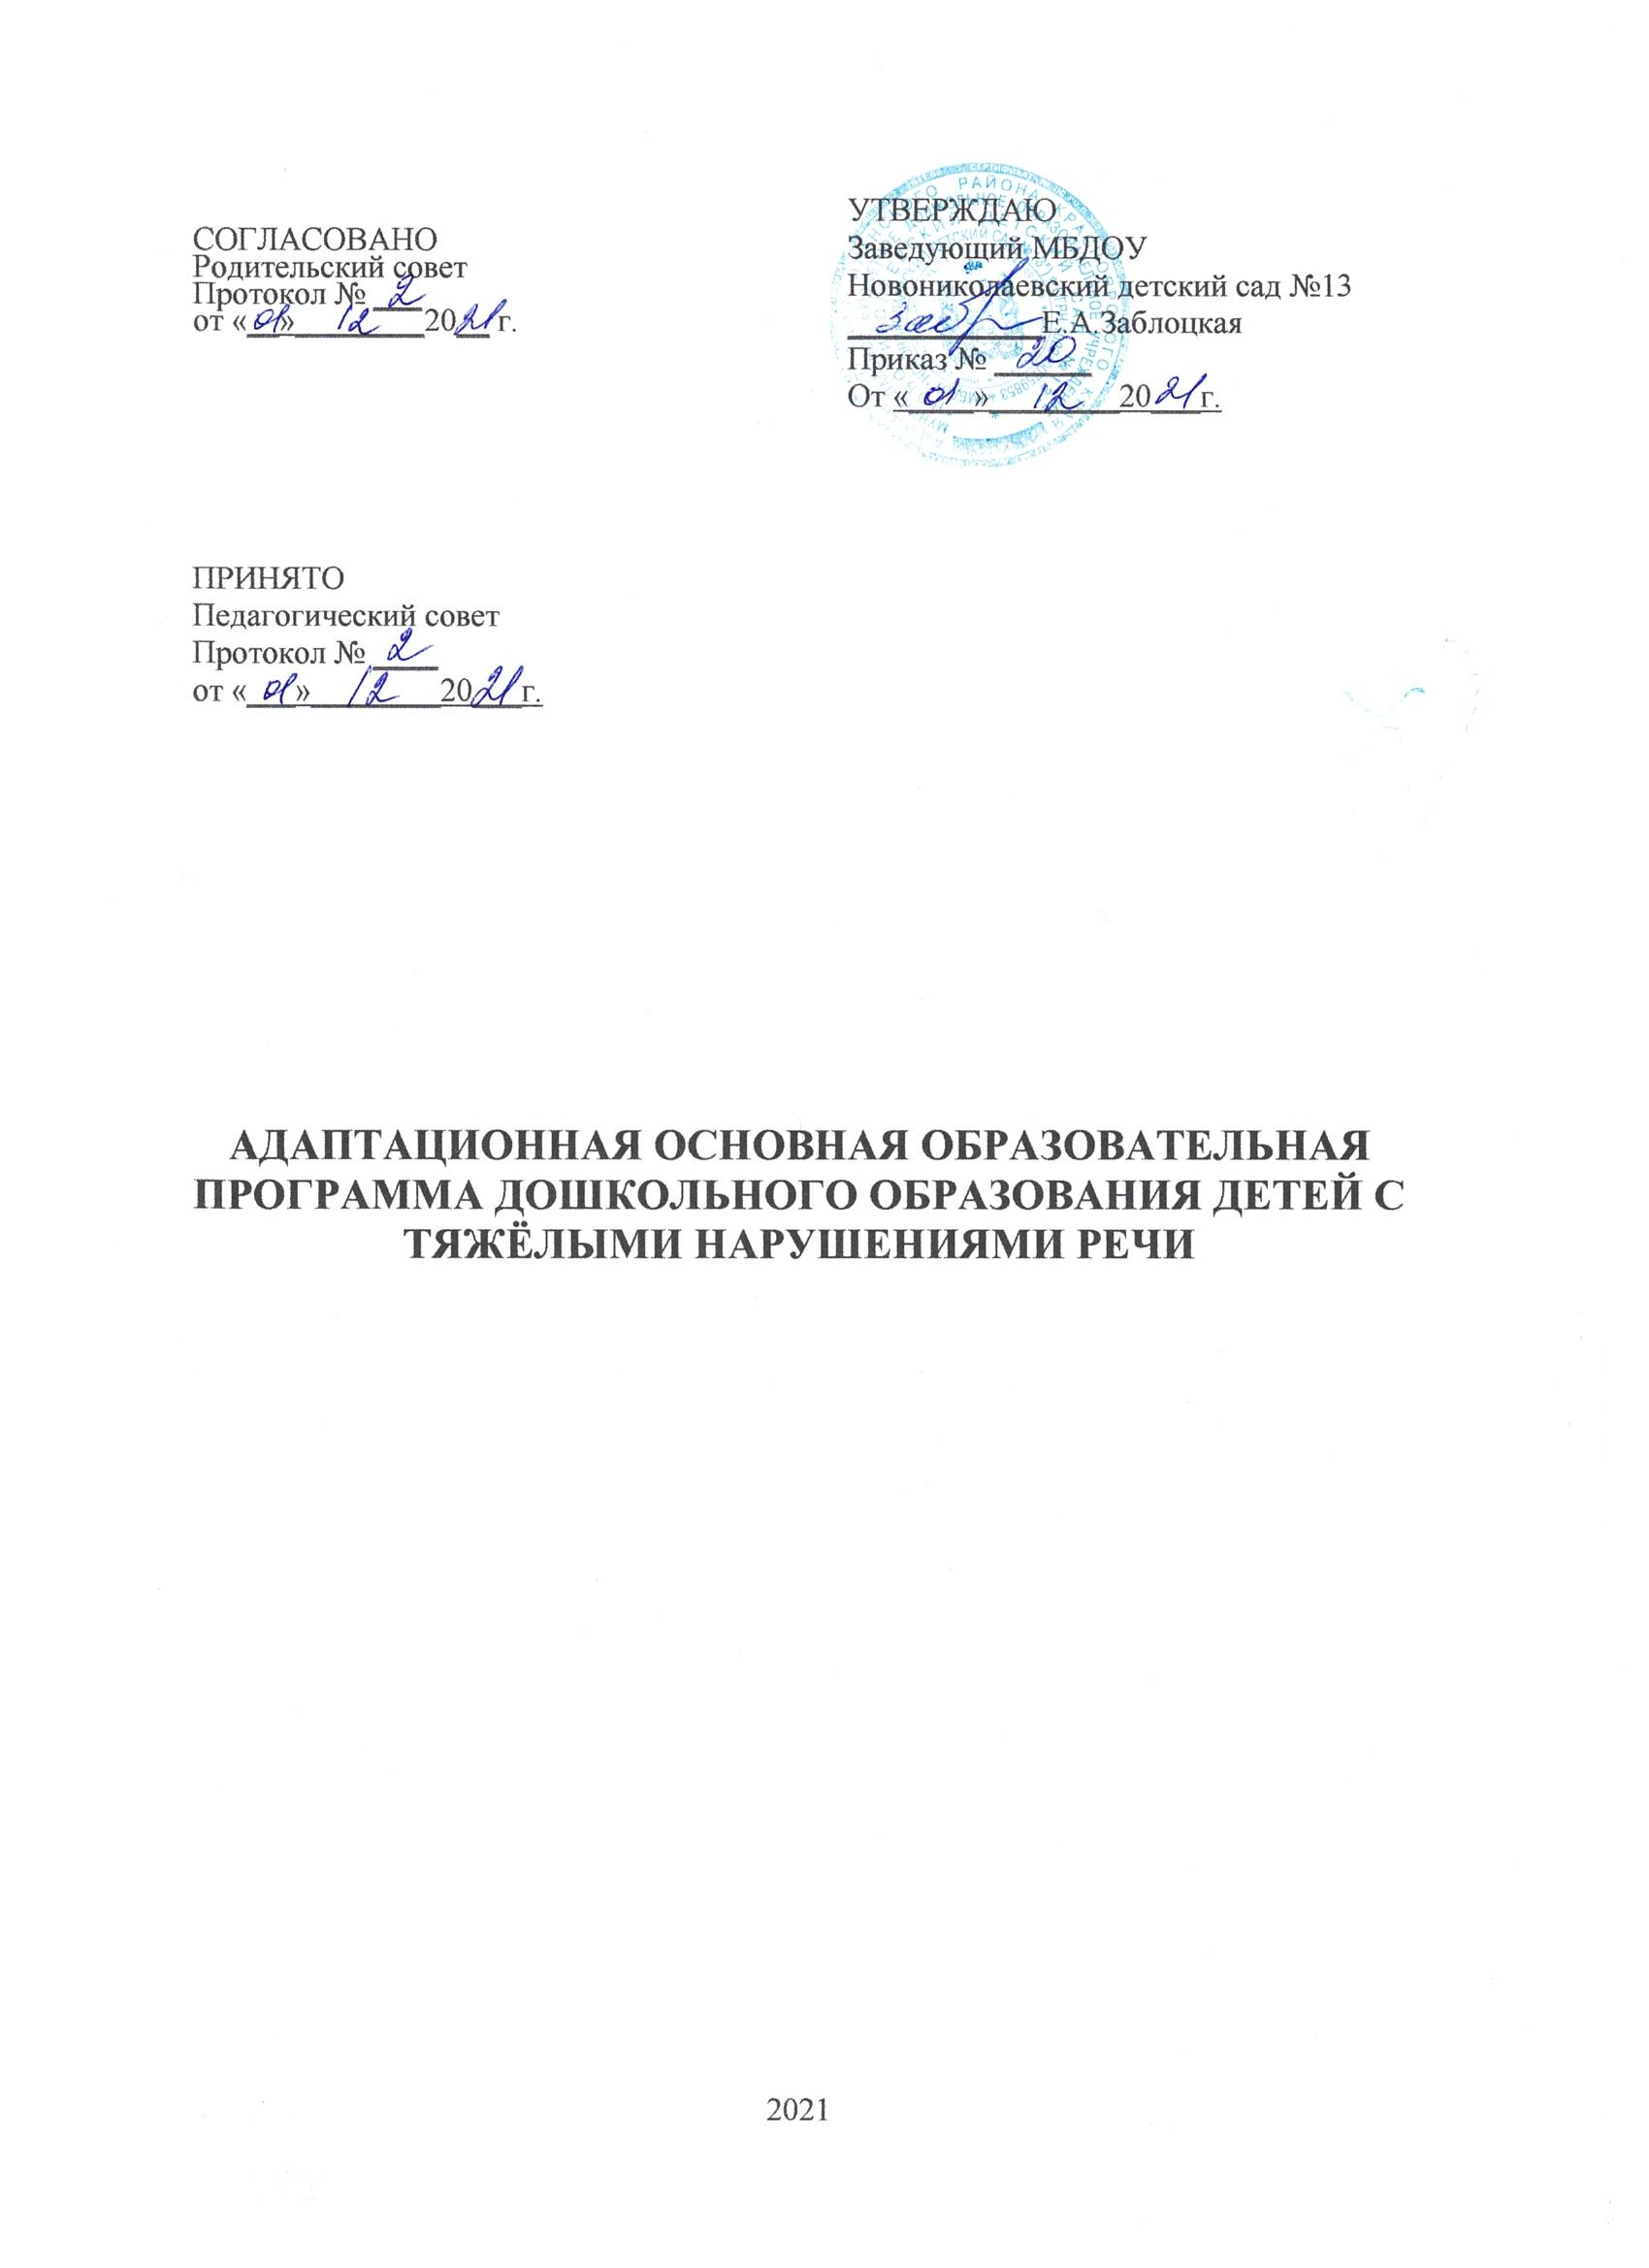 СОГЛАСОВАНО
Родительский совет
Протокол № 2
от «01» 12 2021 г.
УТВЕРЖДАЮ
Заведующий МБДОУ
Новониколаевский детский сад №13
Е.А.Заблоцкая
Приказ № 20
От «01» 12 2021 г.
ПРИНЯТО
Педагогический совет
Протокол № 2
от «01» 12 2021 г.
АДАПТАЦИОННАЯ ОСНОВНАЯ ОБРАЗОВАТЕЛЬНАЯ
ПРОГРАММА ДОШКОЛЬНОГО ОБРАЗОВАНИЯ ДЕТЕЙ С
ТЯЖЁЛЫМИ НАРУШЕНИЯМИ РЕЧИ
2021